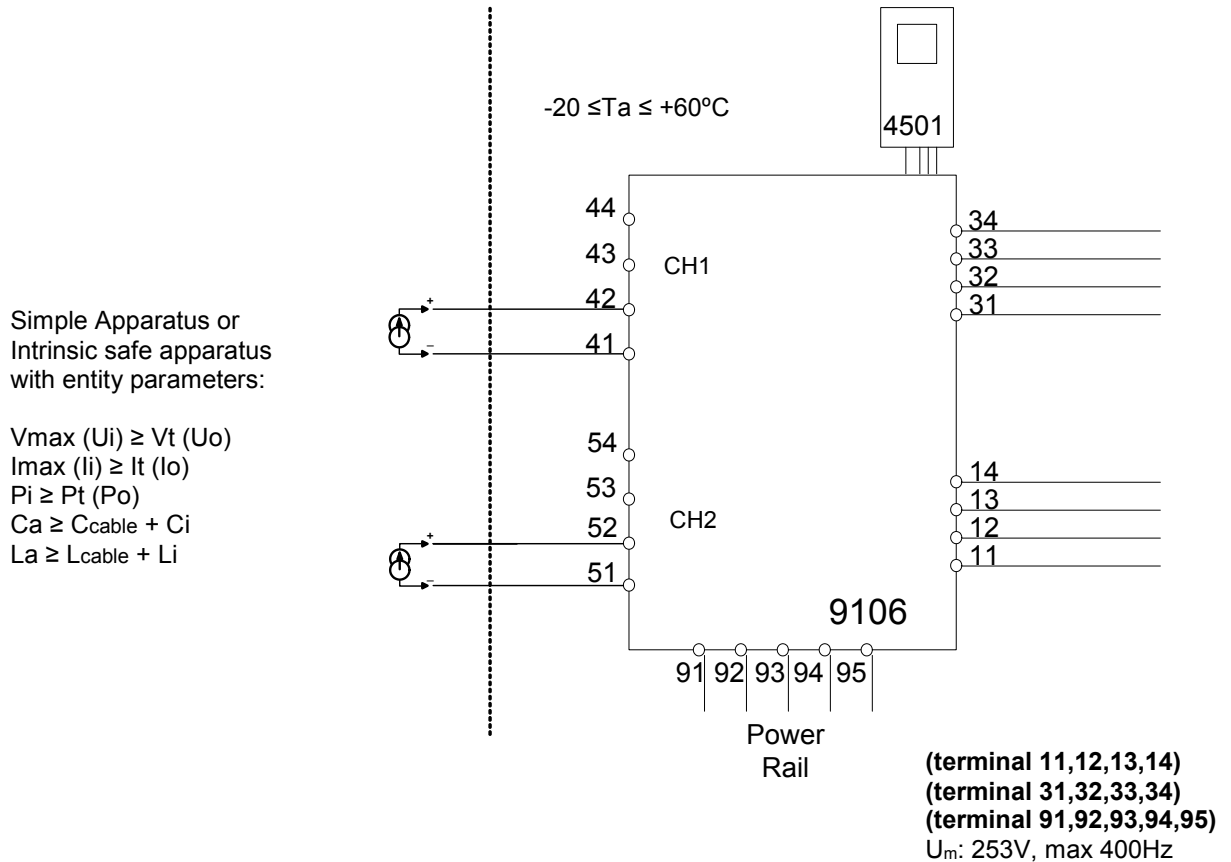 -20 ≤Ta ≤ +60ºC
4501
44
43
42
41
CH1
+
–
34
33
32
31
Simple Apparatus or
Intrinsic safe apparatus
with entity parameters:
Vmax (Ui) ≥ Vt (Uo)
Imax (Ii) ≥ It (Io)
Pi ≥ Pt (Po)
Ca ≥ Ccable + Ci
La ≥ Lcable + Li
54
53
52
51
CH2
+
–
14
13
12
11
9106
91 92 93 94 95
Power
Rail
(terminal 11,12,13,14)
(terminal 31,32,33,34)
(terminal 91,92,93,94,95)
Um: 253V, max 400Hz